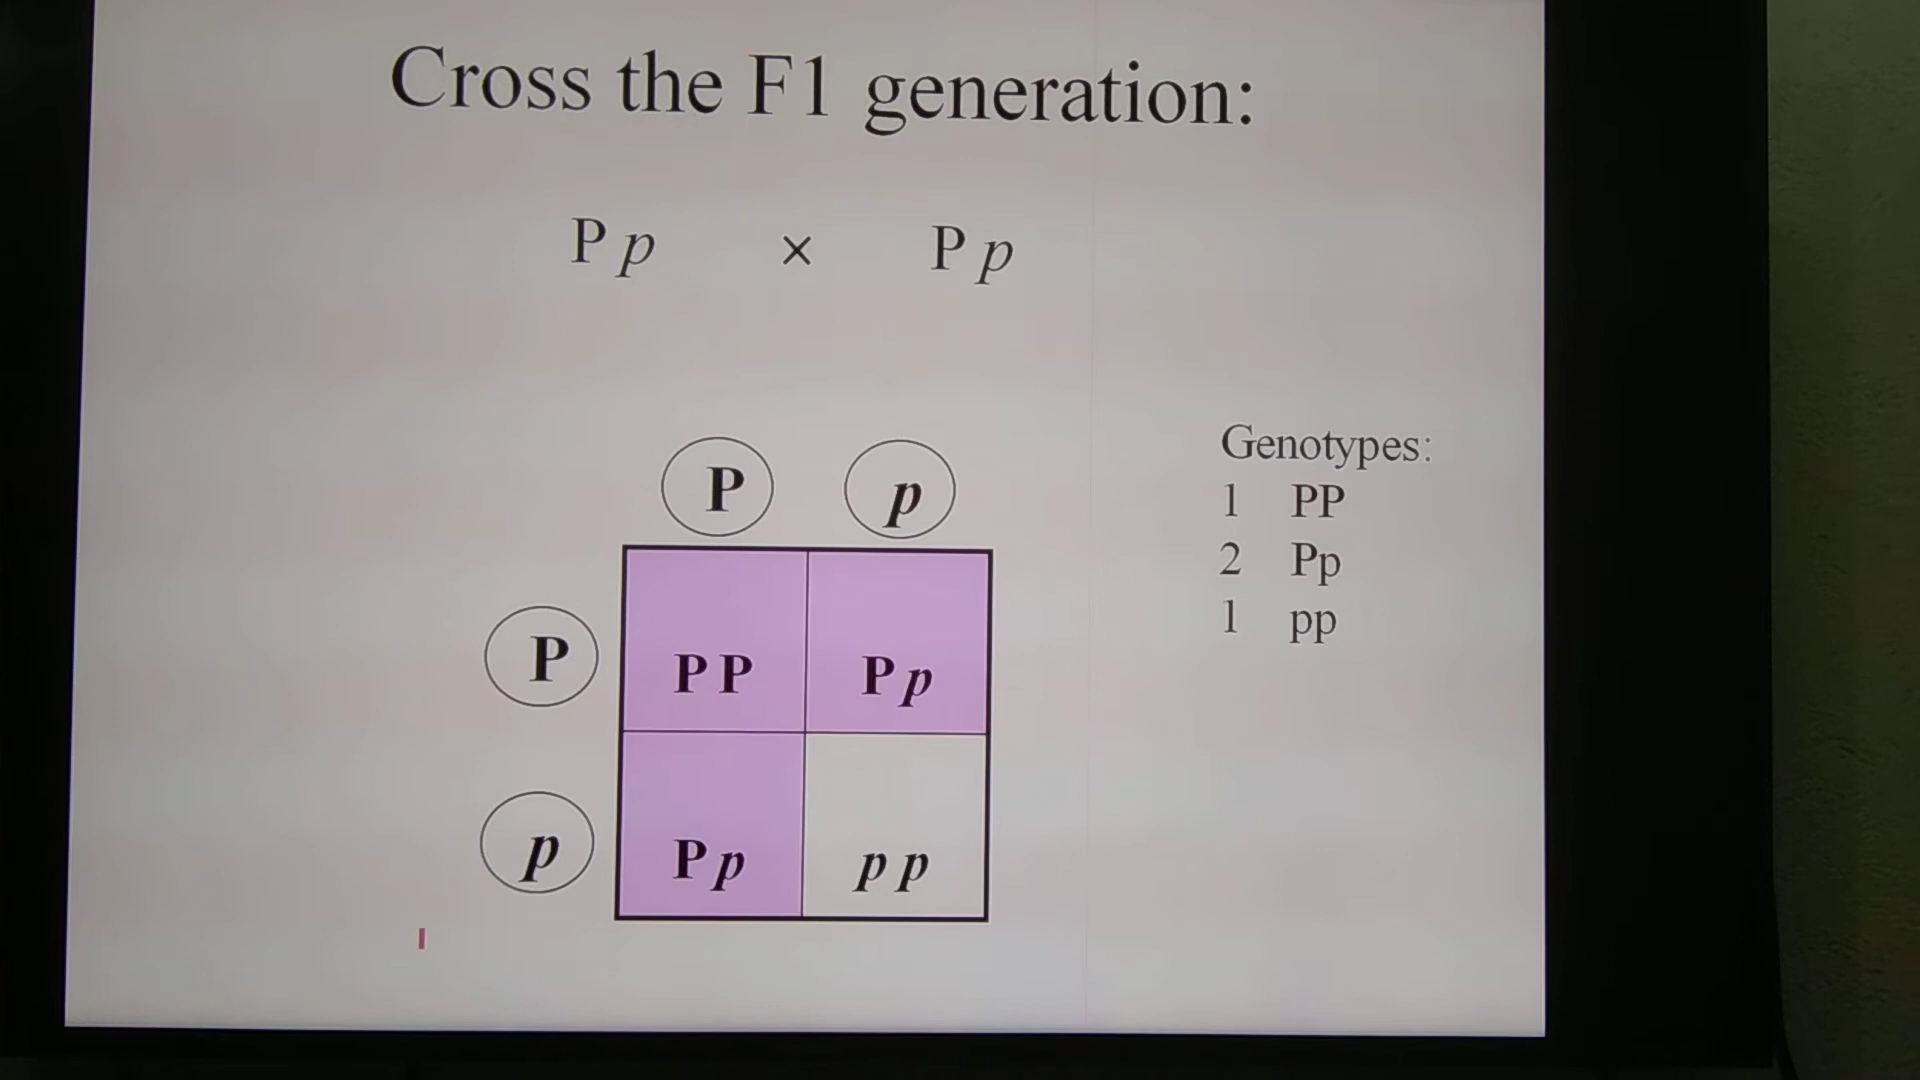 Cross the F1 generation:
P p × P p
P p
Genotypes:
1 PP
2 Pp
1 pp
P
P P P p
p
P p p p